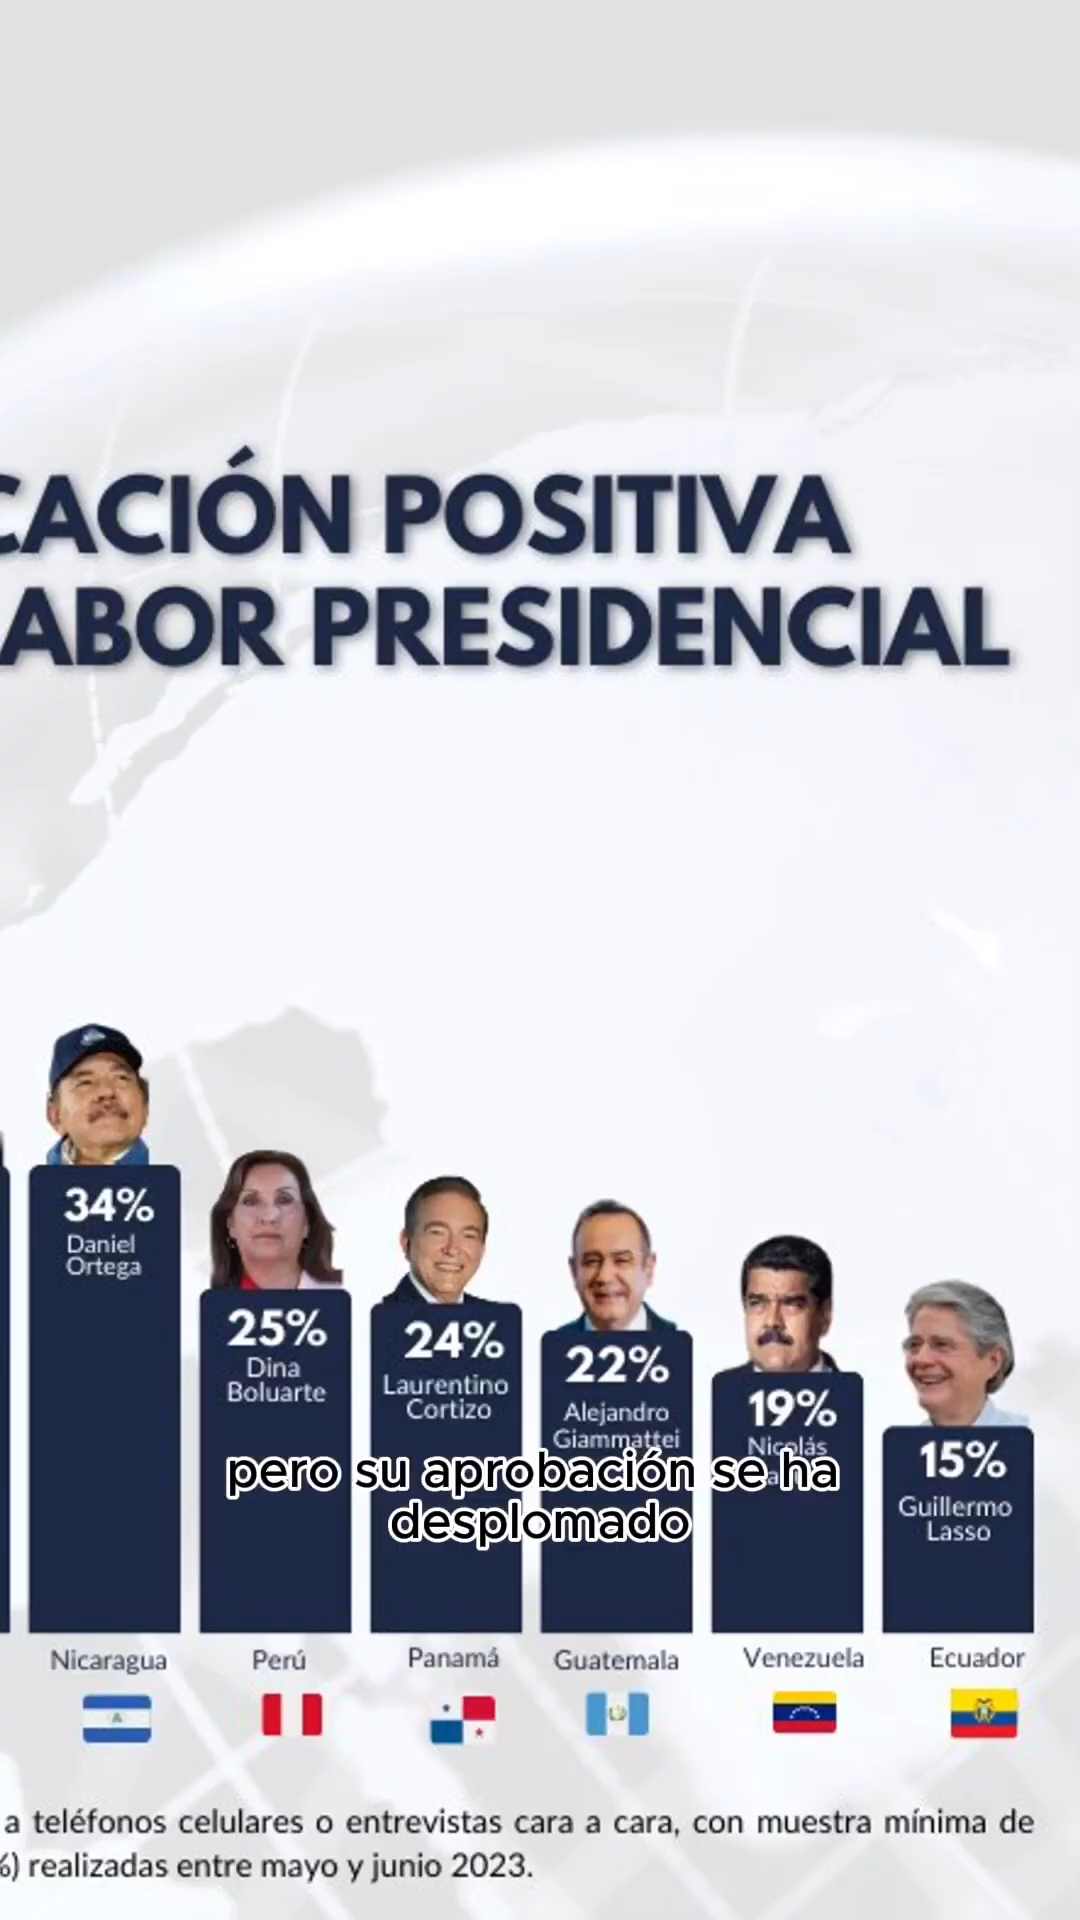 CACIÓN POSITIVA
ABOR PRESIDENCIAL
34%
Daniel
Ortega
25%
Dina
Boluarte
24%
Laurentino
Cortizo
22%
Alejandro
Giammattei
19%
Nicolás
15%
Guillermo
Lasso
pero su aprobación se ha
desplomado
Nicaragua
Perú
Panamá
Guatemala
Venezuela
Ecuador
a teléfonos celulares o entrevistas cara a cara, con muestra mínima de
%) realizadas entre mayo y junio 2023.